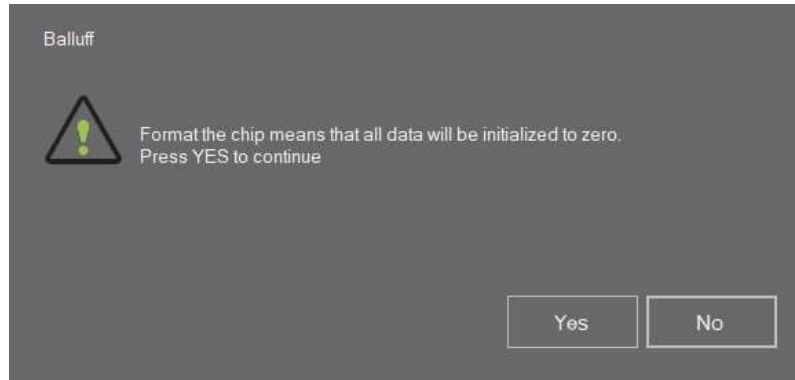 Balluff
Format the chip means that all data will be initialized to zero.
Press YES to continue
Yes
No